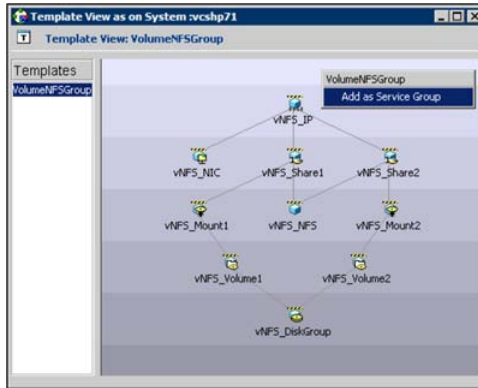 Template View as on System :vcshp71
T Template View: VolumeNFSGroup
Templates
VolumeNFSGroup
VolumeNFSGroup
Add as Service Group
vNFS_IP
vNFS_NIC vNFS_Share1 vNFS_Share2
vNFS_Mount1 vNFS_NFS vNFS_Mount2
vNFS_Volume1 vNFS_Volume2
vNFS_DiskGroup